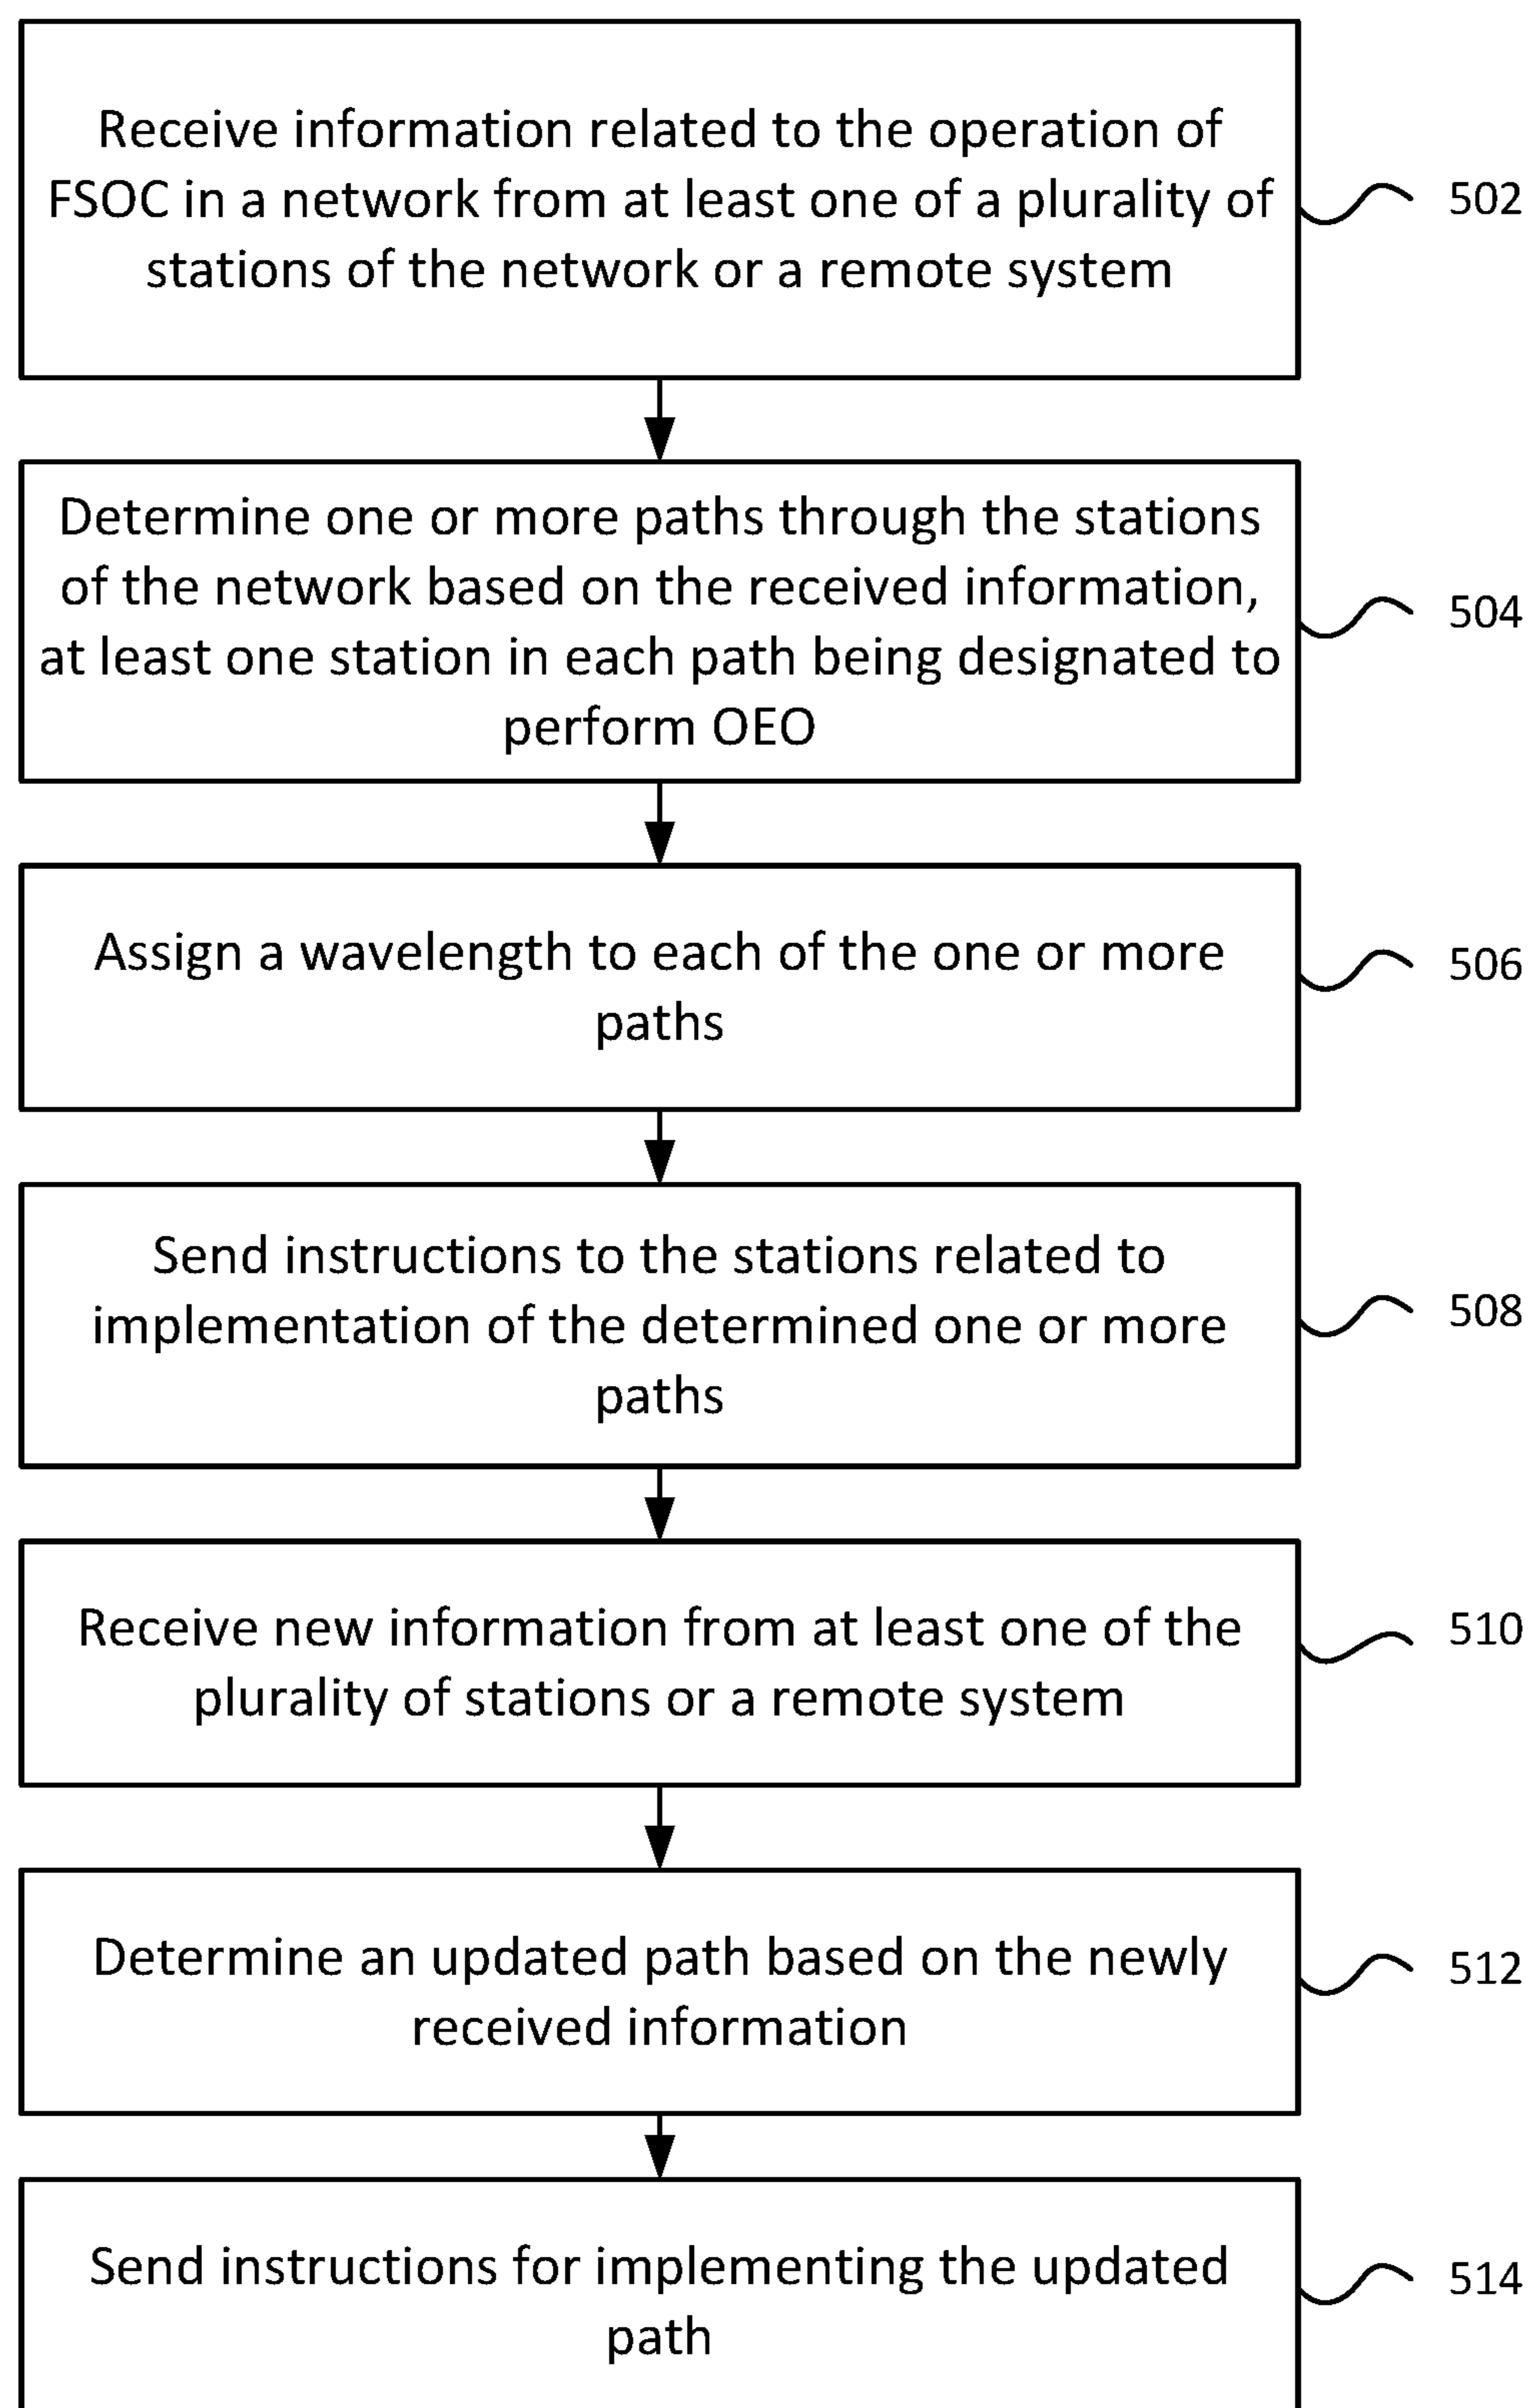 Receive information related to the operation of
FSOC in a network from at least one of a plurality of
stations of the network or a remote system
502
Determine one or more paths through the stations
of the network based on the received information,
at least one station in each path being designated to
perform OEO
504
Assign a wavelength to each of the one or more
paths
506
Send instructions to the stations related to
implementation of the determined one or more
paths
508
Receive new information from at least one of the
plurality of stations or a remote system
510
Determine an updated path based on the newly
received information
512
Send instructions for implementing the updated
path
514